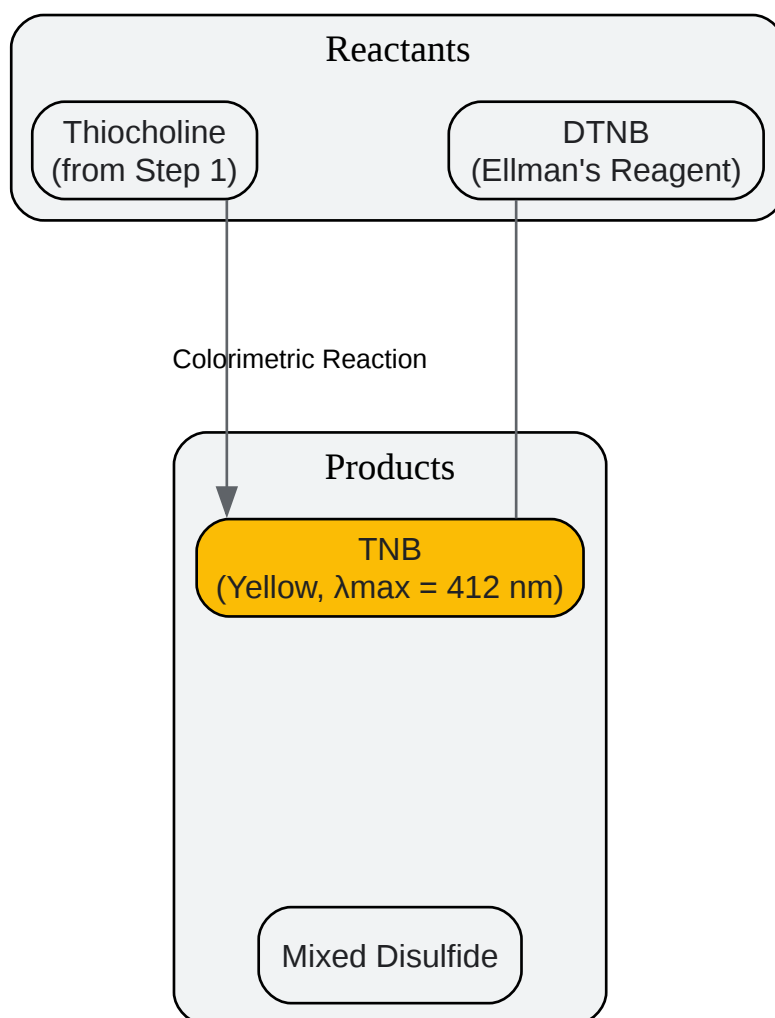 Reactants
Thiocholine
(from Step 1)
DTNB
(Ellman's Reagent)
Colorimetric Reaction
Products
TNB
(Yellow, λmax = 412 nm)
Mixed Disulfide